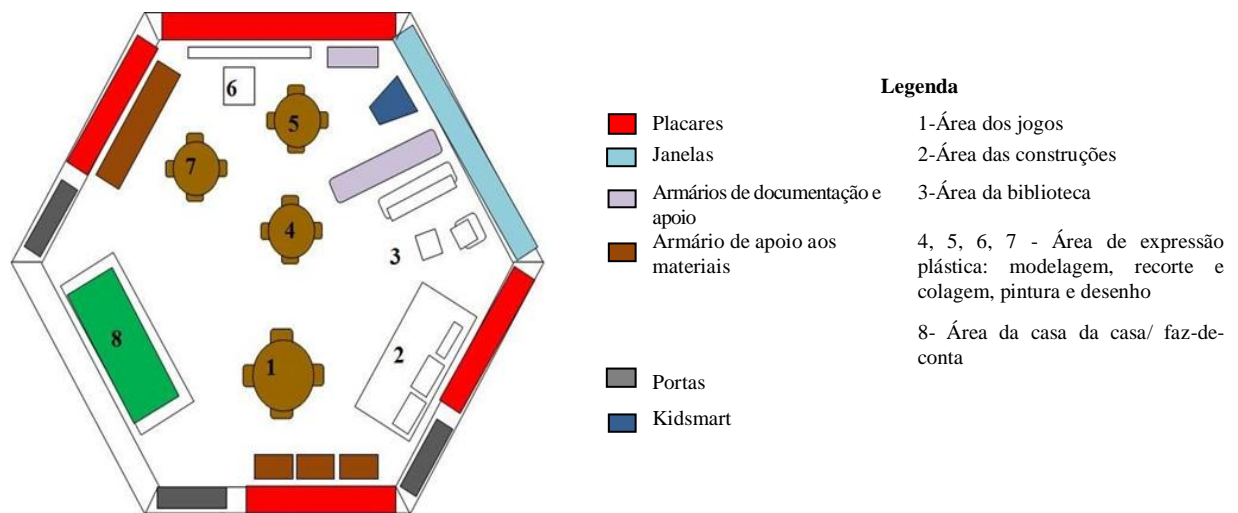 6
5
7
4
3
8
2
1
Legenda
Placares
Janelas
Armários de documentação e
apoio
Armário de apoio aos
materiais
Portas
Kidsmart
1-Área dos jogos
2-Área das construções
3-Área da biblioteca
4, 5, 6, 7 - Área de expressão
plástica: modelagem, recorte e
colagem, pintura e desenho
8- Área da casa da casa/ faz-de-
conta